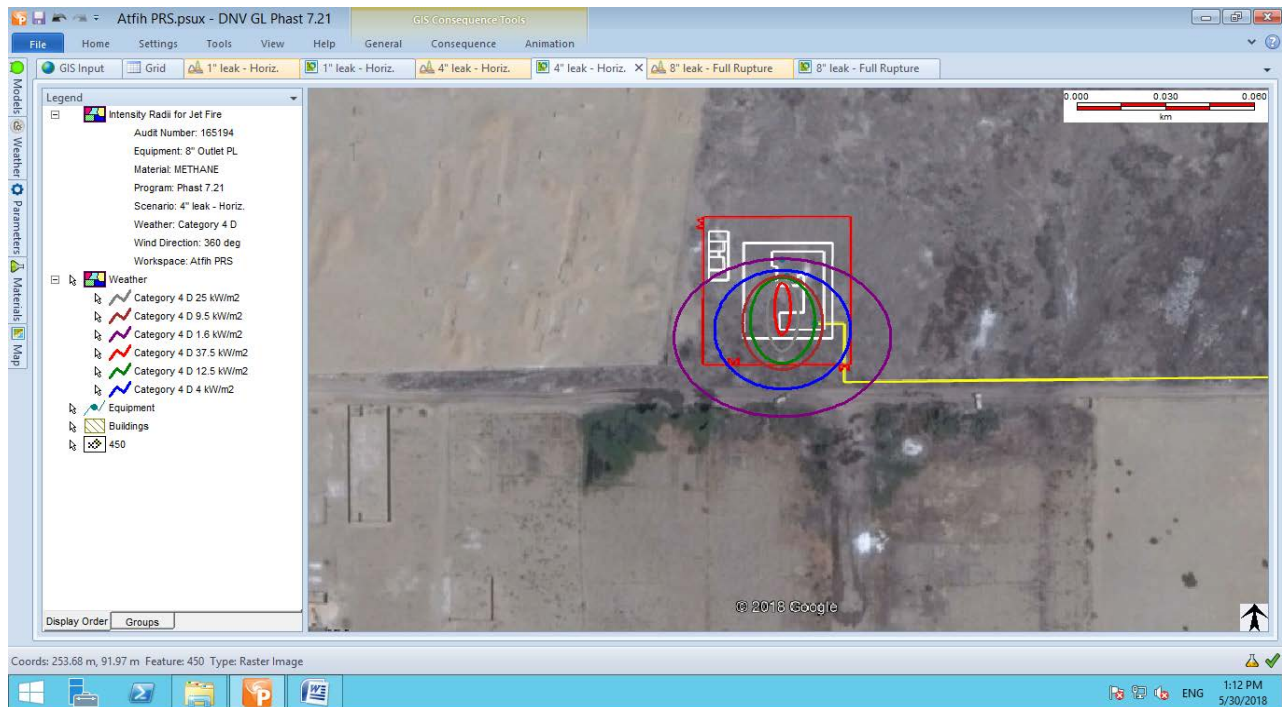 Atfih PRS.psux - DNV GL Phast 7.21
GIS Consequence Tools
File Home Settings Tools View Help General Consequence Animation
GIS Input Grid 1" leak - Horiz. 1" leak - Horiz. 4" leak - Horiz. 4" leak - Horiz. 8" leak - Full Rupture 8" leak - Full Rupture
Models
Weather
Parameters
Materials
Map
Legend
Intensity Radii for Jet Fire
Audit Number: 165194
Equipment: 8" Outlet PL
Material: METHANE
Program: Phast 7.21
Scenario: 4" leak - Horiz.
Weather: Category 4 D
Wind Direction: 360 deg
Workspace: Atfih PRS
Weather
Category 4 D 25 kW/m2
Category 4 D 9.5 kW/m2
Category 4 D 1.6 kW/m2
Category 4 D 37.5 kW/m2
Category 4 D 12.5 kW/m2
Category 4 D 4 kW/m2
Equipment
Buildings
450
Display Order Groups
0.000 0.030 0.060
km
© 2018 Google
Coords: 253.68 m, 91.97 m Feature: 450 Type: Raster Image
ENG
1:12 PM
5/30/2018